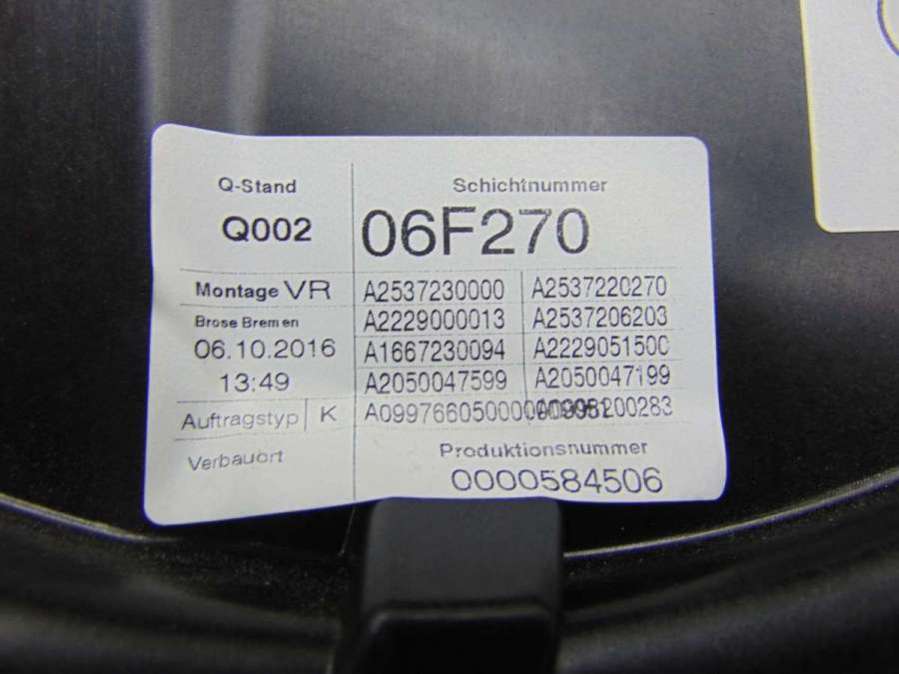 Q-Stand
Schichtnummer
Q002
06F270
Montage VR
A2537230000 A2537220270
Brose Bremen
A2229000013 A2537206203
06.10.2016
A1667230094 A2229051500
13:49
A2050047599 A2050047199
Auftragstyp K
Verbauort
Produktionsnummer
0000584506